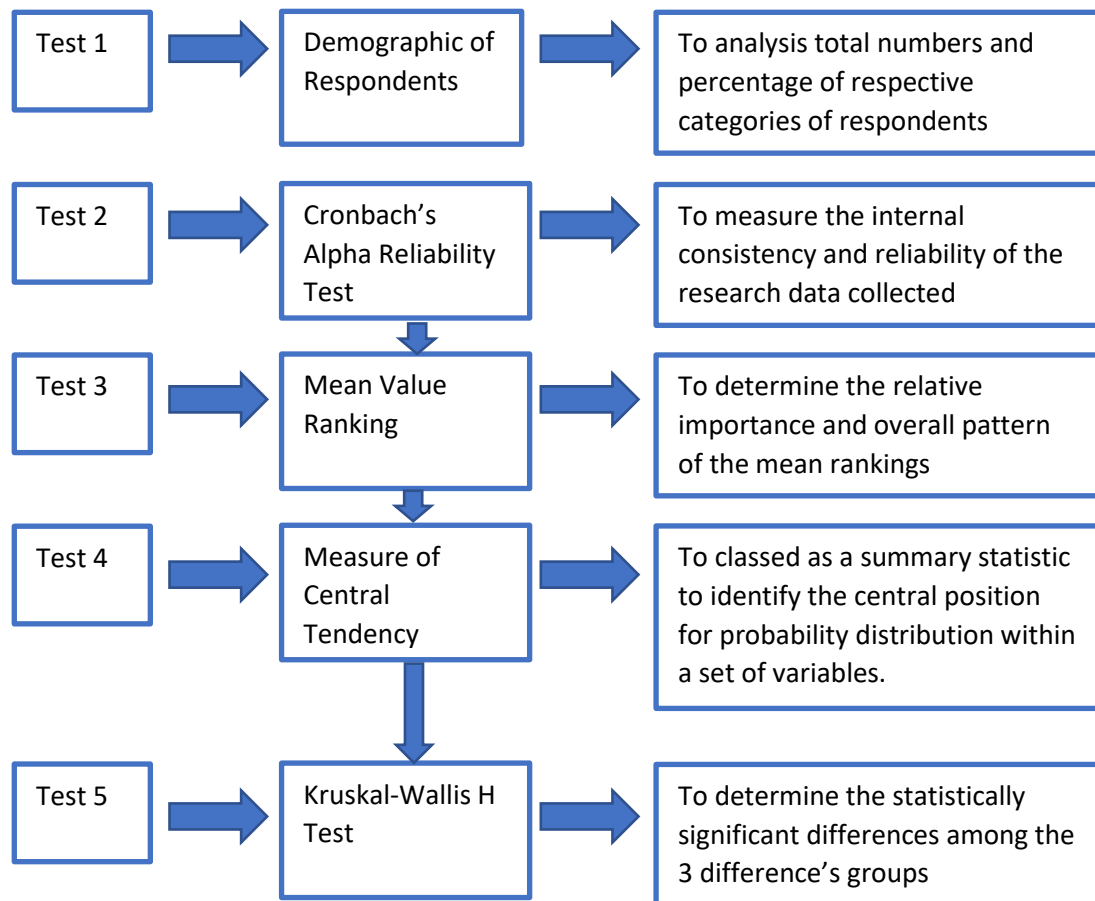 Test 1
Demographic of
Respondents
To analysis total numbers and
percentage of respective
categories of respondents
Test 2
Cronbach’s
Alpha Reliability
Test
To measure the internal
consistency and reliability of the
research data collected
Test 3
Mean Value
Ranking
To determine the relative
importance and overall pattern
of the mean rankings
Test 4
Measure of
Central
Tendency
To classed as a summary statistic
to identify the central position
for probability distribution within
a set of variables.
Test 5
Kruskal-Wallis H
Test
To determine the statistically
significant differences among the
3 difference’s groups